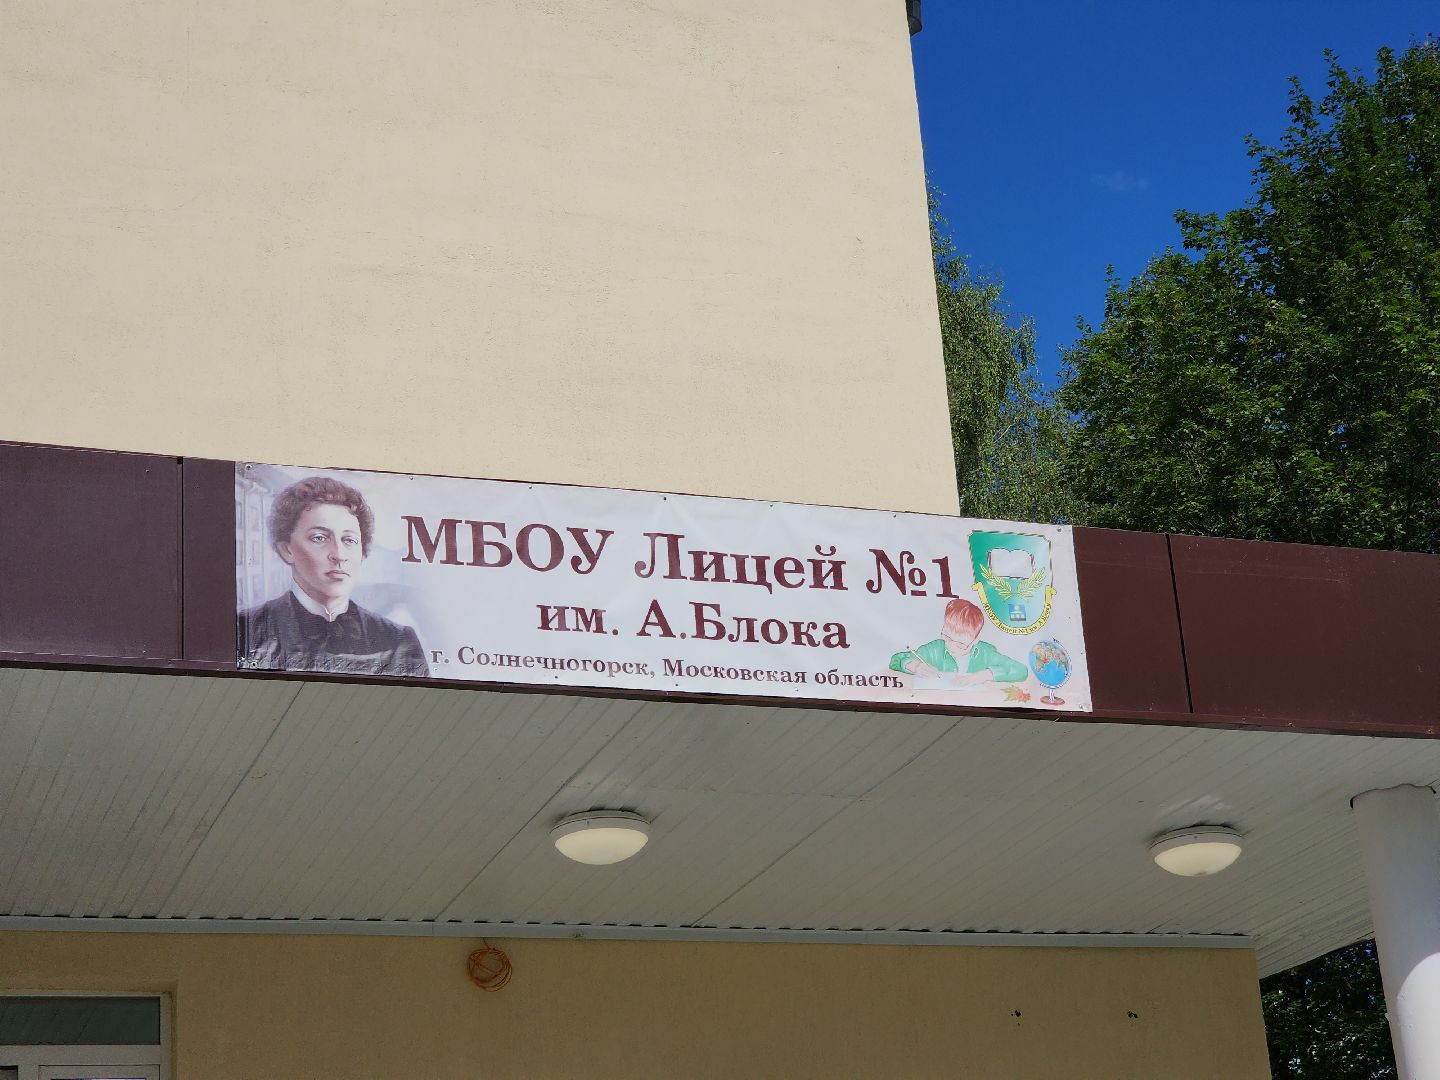 МБОУ Лицей №1
им. А.Блока
г. Солнечногорск, Московская область